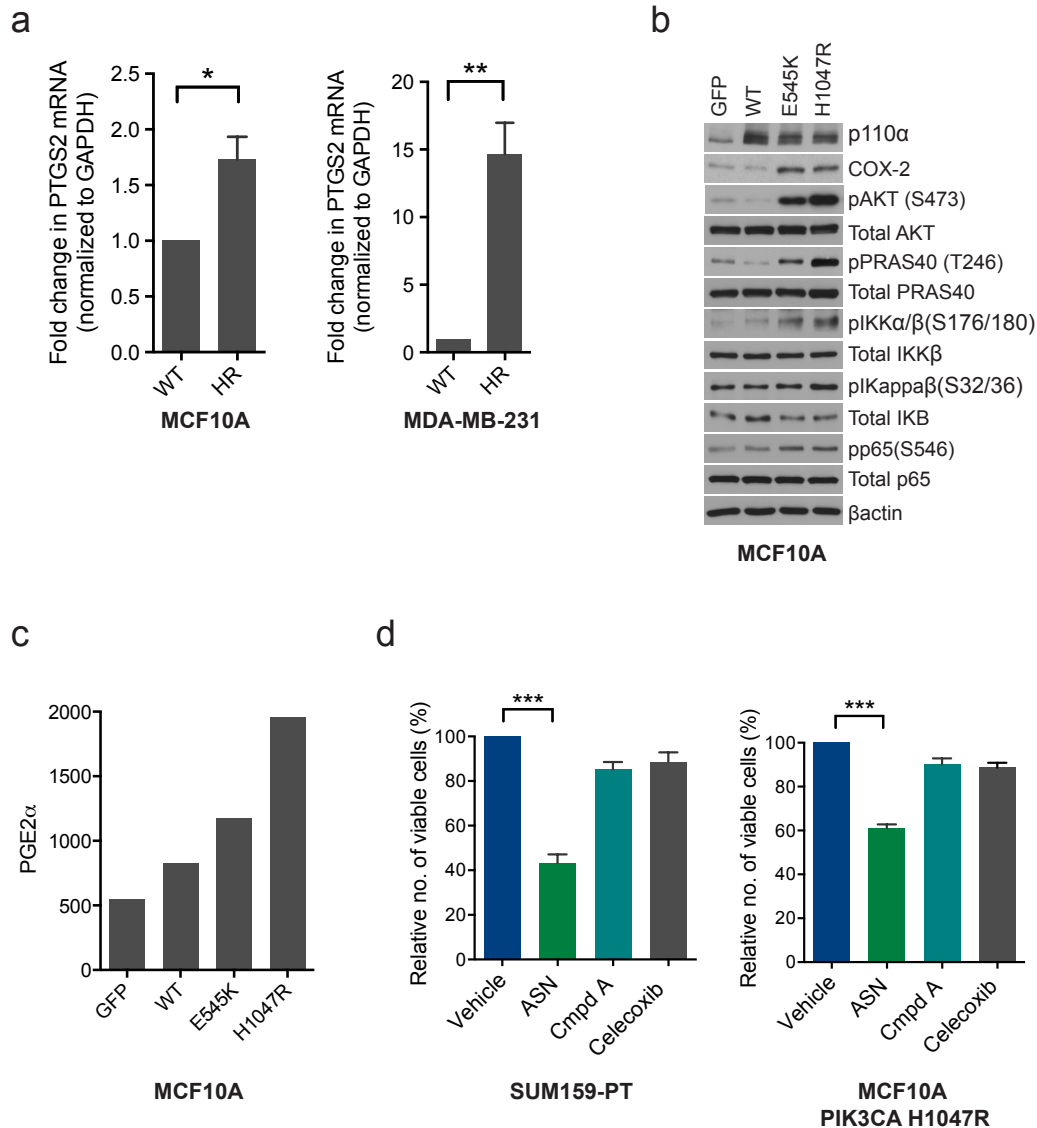 a
Fold change in PTGS2 mRNA
(normalized to GAPDH)
2.5
2.0
1.5
1.0
0.5
0.0
*
WT
HR
MCF10A
Fold change in PTGS2 mRNA
(normalized to GAPDH)
20
15
10
5
0
**
WT
HR
MDA-MB-231
b
GFP
WT
E545K
H1047R
p110α
COX-2
pAKT (S473)
Total AKT
pPRAS40 (T246)
Total PRAS40
pIKKα/β(S176/180)
Total IKKβ
pIKappaβ(S32/36)
Total IKB
pp65(S546)
Total p65
βactin
MCF10A
c
PGE2α
2000
1500
1000
500
0
GFP
WT
E545K
H1047R
MCF10A
d
Relative no. of viable cells (%)
100
80
60
40
20
0
***
Vehicle
ASN
Cmpd A
Celecoxib
SUM159-PT
Relative no. of viable cells (%)
100
80
60
40
20
0
***
Vehicle
ASN
Cmpd A
Celecoxib
MCF10A
PIK3CA H1047R